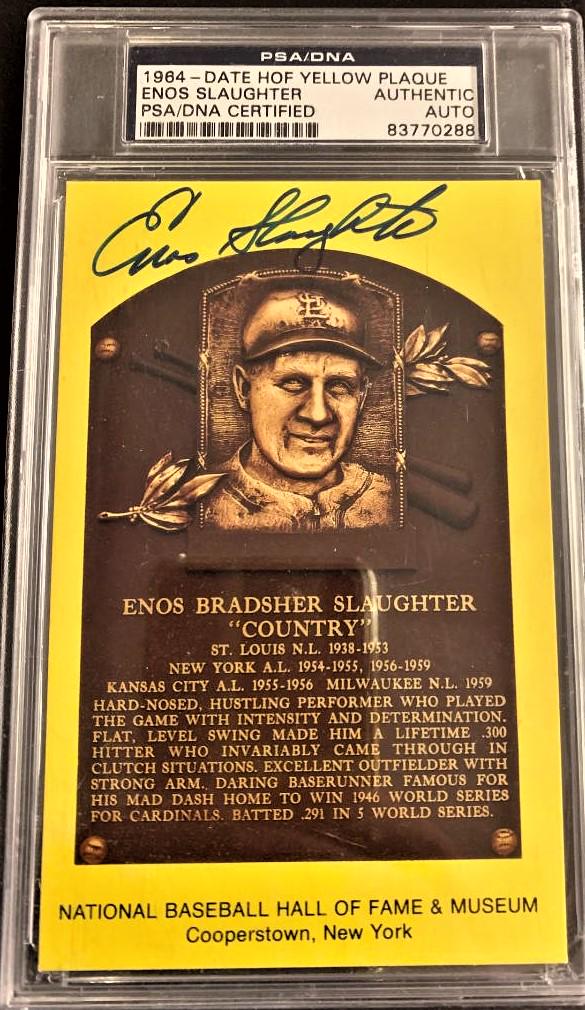 PSA/DNA
1964-DATE HOF YELLOW PLAQUE
ENOS SLAUGHTER AUTHENTIC
PSA/DNA CERTIFIED AUTO
83770288
Enos Slaughter
StL
ENOS BRADSHER SLAUGHTER
"COUNTRY"
ST. LOUIS N.L. 1938-1953
NEW YORK A.L. 1954-1955, 1956-1959
KANSAS CITY A.L. 1955-1956 MILWAUKEE N.L. 1959
HARD-NOSED, HUSTLING PERFORMER WHO PLAYED
THE GAME WITH INTENSITY AND DETERMINATION.
FLAT, LEVEL SWING MADE HIM A LIFETIME .300
HITTER WHO INVARIABLY CAME THROUGH IN
CLUTCH SITUATIONS. EXCELLENT OUTFIELDER WITH
STRONG ARM. DARING BASERUNNER FAMOUS FOR
HIS MAD DASH HOME TO WIN 1946 WORLD SERIES
FOR CARDINALS. BATTED .291 IN 5 WORLD SERIES.
NATIONAL BASEBALL HALL OF FAME & MUSEUM
Cooperstown, New York